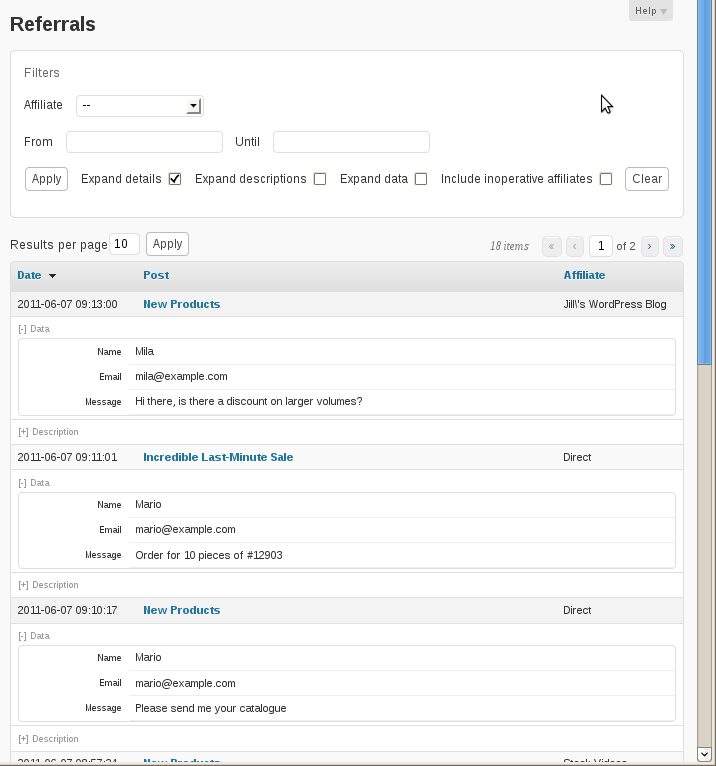 Help
Referrals
Filters
Affiliate --
From Until
Apply Expand details Expand descriptions Expand data Include inoperative affiliates Clear
Results per page 10 Apply 18 items « ‹ 1 of 2 › »
Date Post Affiliate
2011-06-07 09:13:00 New Products Jill\'s WordPress Blog
[-] Data
Name Mila
Email mila@example.com
Message Hi there, is there a discount on larger volumes?
[+] Description
2011-06-07 09:11:01 Incredible Last-Minute Sale Direct
[-] Data
Name Mario
Email mario@example.com
Message Order for 10 pieces of #12903
[+] Description
2011-06-07 09:10:17 New Products Direct
[-] Data
Name Mario
Email mario@example.com
Message Please send me your catalogue
[+] Description
2011-06-07 New Products Stock Videos